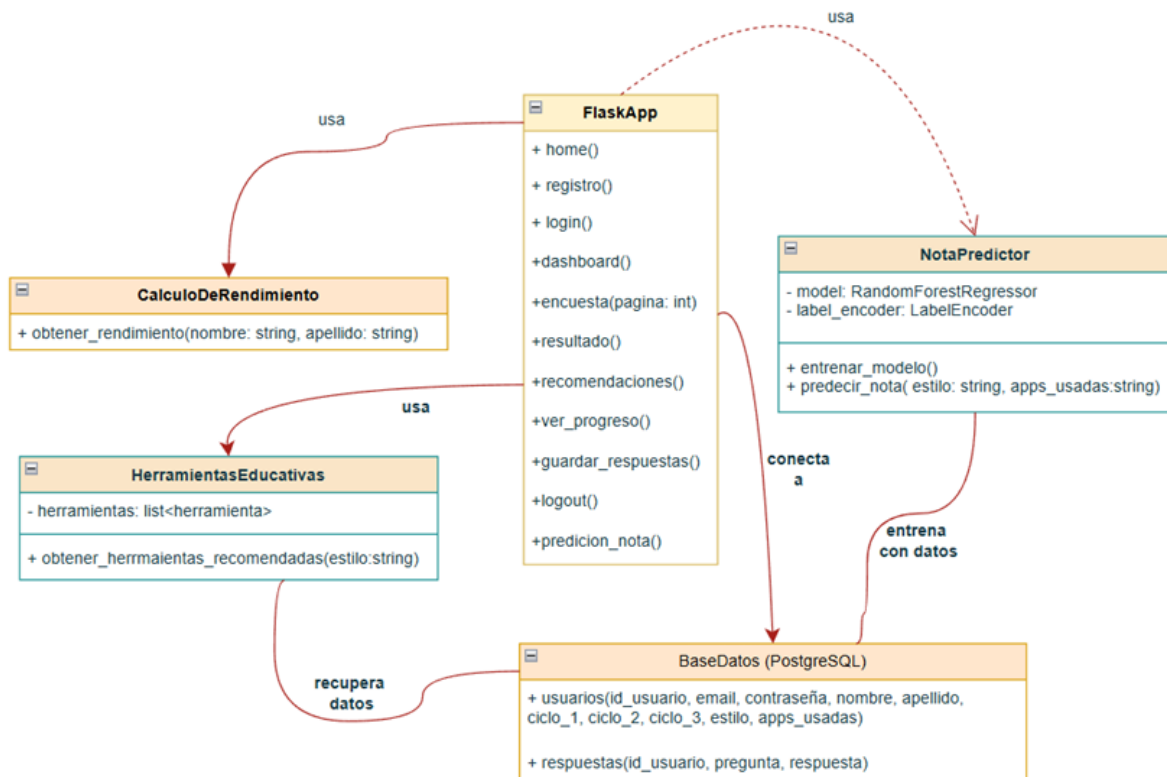 usa
FlaskApp
+ home()
+ registro()
+ login()
+dashboard()
+encuesta(pagina: int)
+resultado()
+recomendaciones()
+ver_progreso()
+guardar_respuestas()
+logout()
+predicion_nota()
usa
CalculoDeRendimiento
+ obtener_rendimiento(nombre: string, apellido: string)
usa
HerramientasEducativas
- herramientas: list<herramienta>
+ obtener_herrmaientas_recomendadas(estilo:string)
NotaPredictor
- model: RandomForestRegressor
- label_encoder: LabelEncoder
+ entrenar_modelo()
+ predecir_nota( estilo: string, apps_usadas:string)
conecta
a
entrena
con datos
recupera
datos
BaseDatos (PostgreSQL)
+ usuarios(id_usuario, email, contraseña, nombre, apellido,
ciclo_1, ciclo_2, ciclo_3, estilo, apps_usadas)
+ respuestas(id_usuario, pregunta, respuesta)